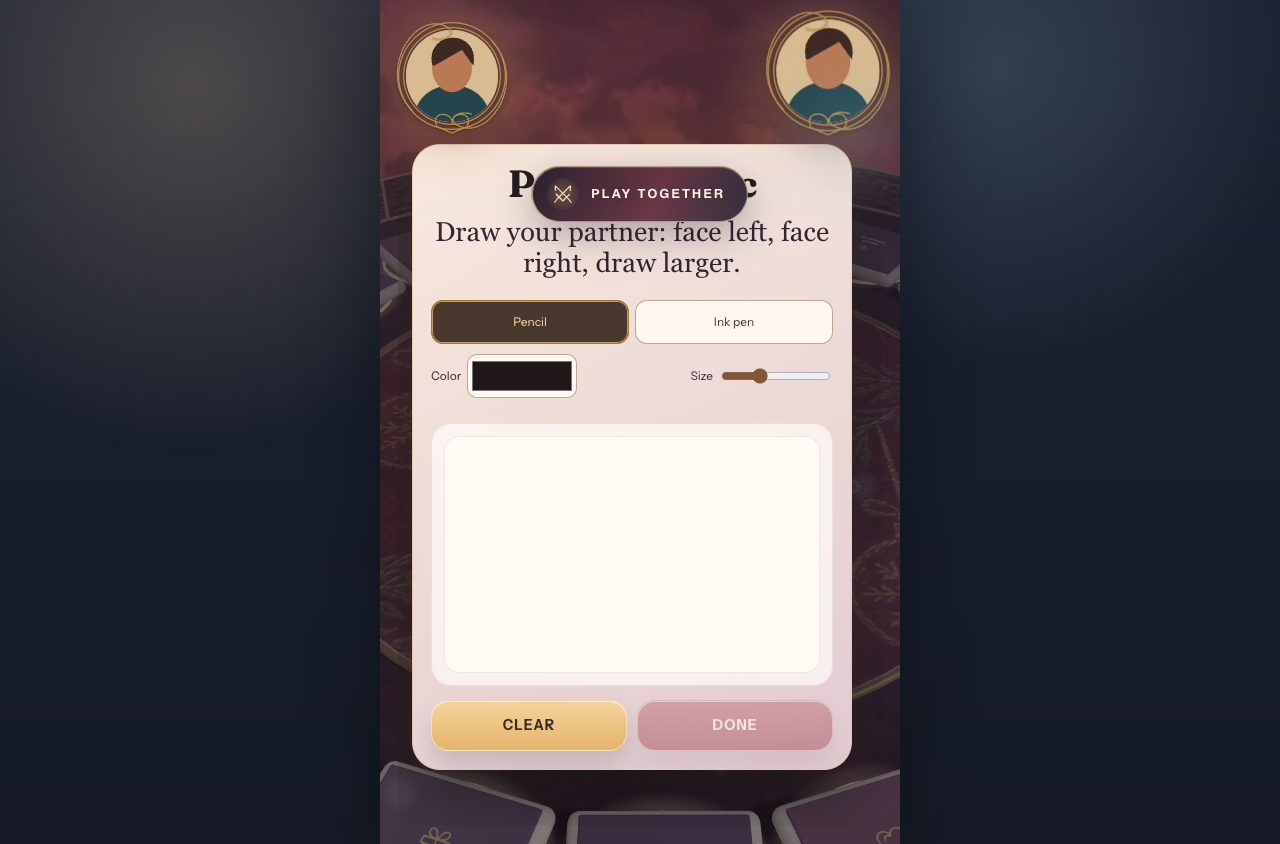 PLAY TOGETHER
Draw your partner: face left, face
right, draw larger.
Pencil
Ink pen
Color
Size
CLEAR
DONE